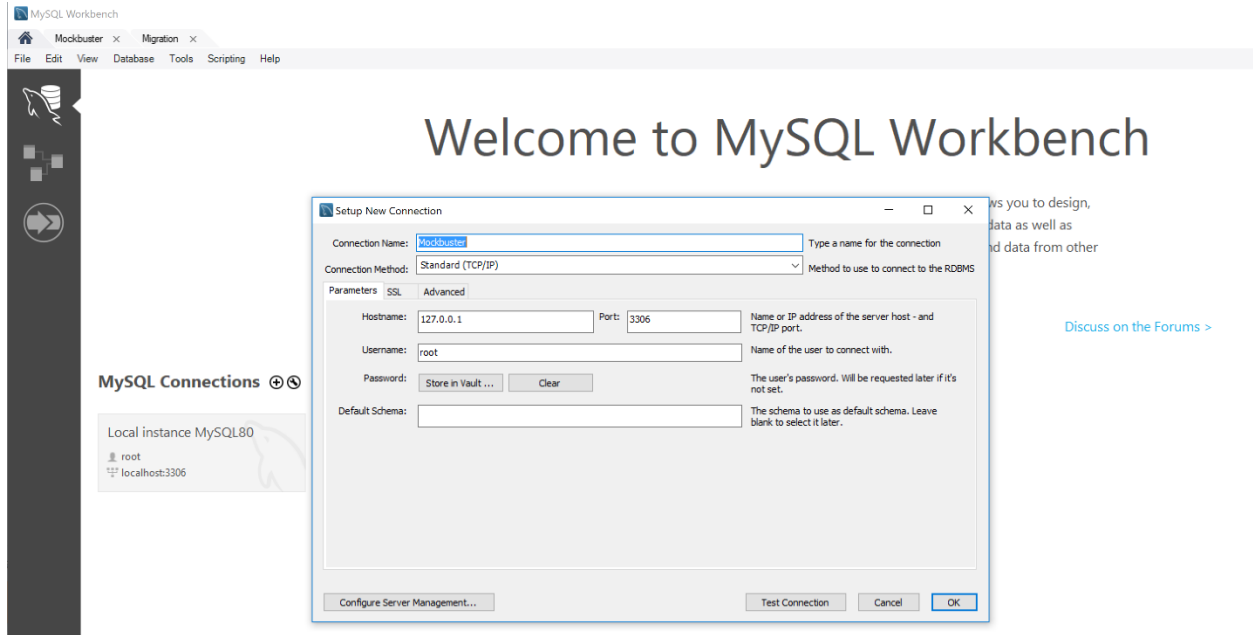 MySQL Workbench
Mockbuster × Migration ×
File Edit View Database Tools Scripting Help
Welcome to MySQL Workbench
ws you to design,
data as well as
nd data from other
Discuss on the Forums >
MySQL Connections
Local instance MySQL80
root
localhost:3306
Setup New Connection
Connection Name: Mockbuster Type a name for the connection
Connection Method: Standard (TCP/IP) Method to use to connect to the RDBMS
Parameters SSL Advanced
Hostname: 127.0.0.1 Port: 3306 Name or IP address of the server host - and
TCP/IP port.
Username: root Name of the user to connect with.
Password: Store in Vault ... Clear The user's password. Will be requested later if it's
not set.
Default Schema: The schema to use as default schema. Leave
blank to select it later.
Configure Server Management... Test Connection Cancel OK